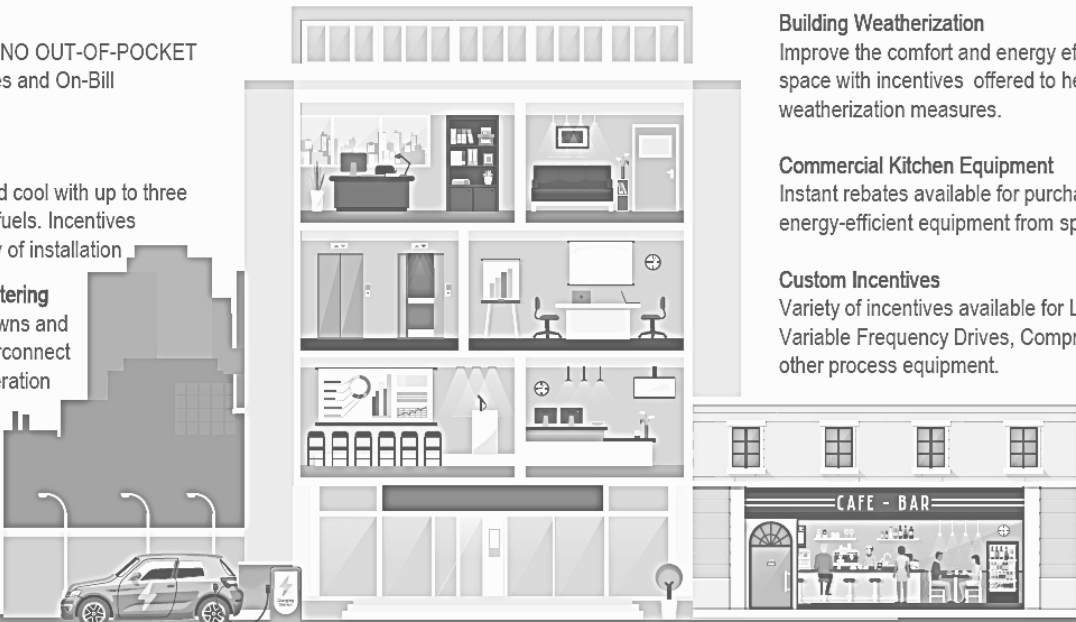 NO OUT-OF-POCKET
es and On-Bill
d cool with up to three
fuels. Incentives
y of installation
tering
wns and
rconnect
eration
Building Weatherization
Improve the comfort and energy ef
space with incentives offered to he
weatherization measures.
Commercial Kitchen Equipment
Instant rebates available for purcha
energy-efficient equipment from sp
Custom Incentives
Variety of incentives available for L
Variable Frequency Drives, Compr
other process equipment.
CAFE - BAR
Charging
Station